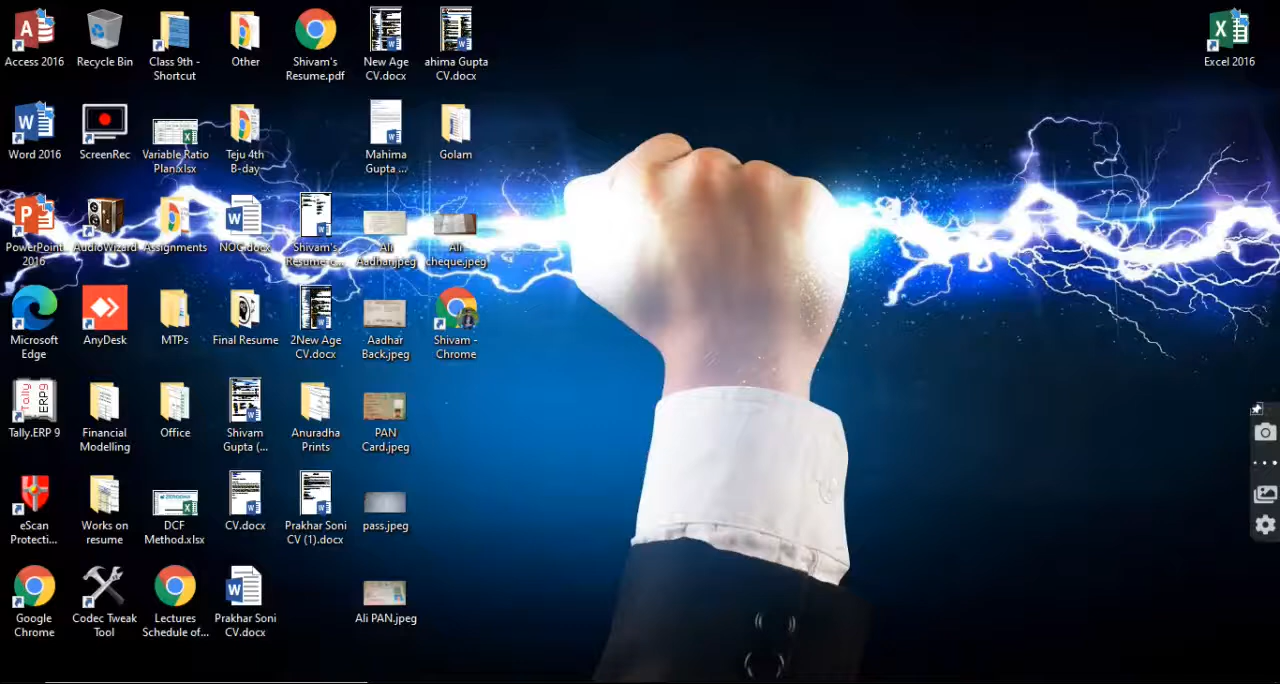 Access 2016
Recycle Bin
Class 9th -
Shortcut
Other
Shivam's
Resume.pdf
New Age
CV.docx
ahima Gupta
CV.docx
Excel 2016
Word 2016
ScreenRec
Variable Ratio
Plan.xlsx
Teju 4th
B-day
Mahima
Gupta ...
Golam
PowerPoint
2016
AudioWizard
Assignments
NOC.docx
Shivam's
Resume-c...
Ali
Aadhar.jpeg
Ali
cheque.jpeg
Microsoft
Edge
AnyDesk
MTPs
Final Resume
2New Age
CV.docx
Aadhar
Back.jpeg
Shivam -
Chrome
Tally
ERP9
Tally.ERP 9
Financial
Modelling
Office
Shivam
Gupta (...
Anuradha
Prints
PAN
Card.jpeg
eScan
Protecti...
Works on
resume
DCF
Method.xlsx
CV.docx
Prakhar Soni
CV (1).docx
pass.jpeg
Google
Chrome
Codec Tweak
Tool
Lectures
Schedule of...
Prakhar Soni
CV.docx
Ali PAN.jpeg